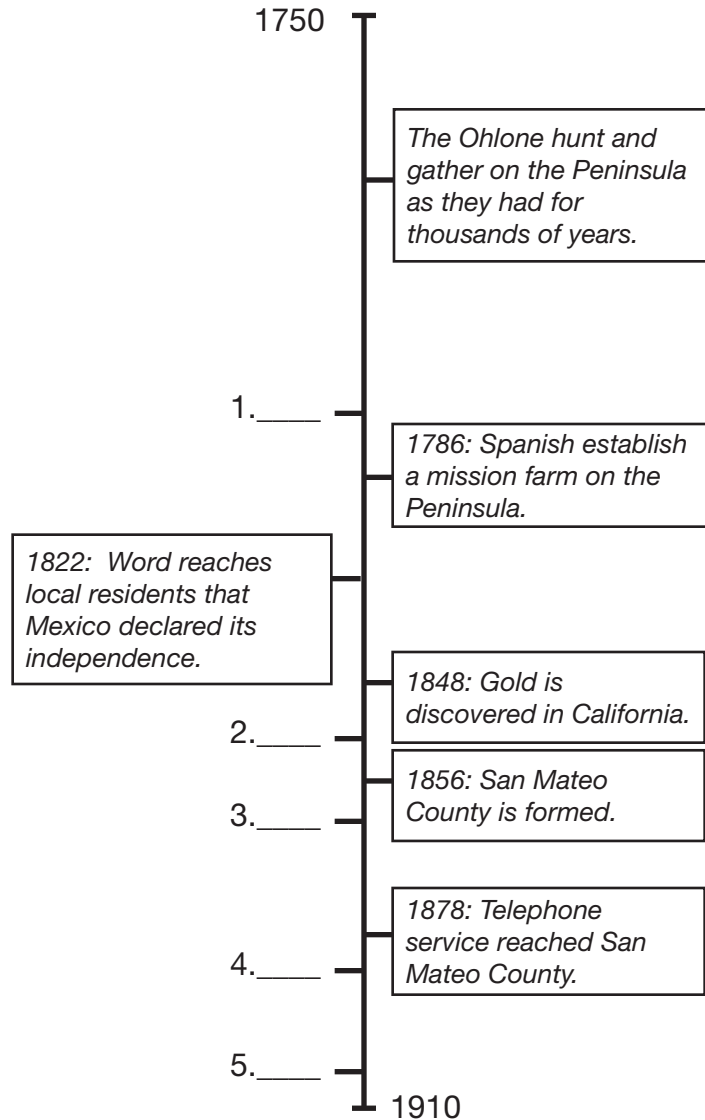 1750
The Ohlone hunt and
gather on the Peninsula
as they had for
thousands of years.
1.____
1786: Spanish establish
a mission farm on the
Peninsula.
1822:  Word reaches
local residents that
Mexico declared its
independence.
1848: Gold is
discovered in California.
2.____
1856: San Mateo
County is formed.
3.____
1878: Telephone
service reached San
Mateo County.
4.____
5.____
1910